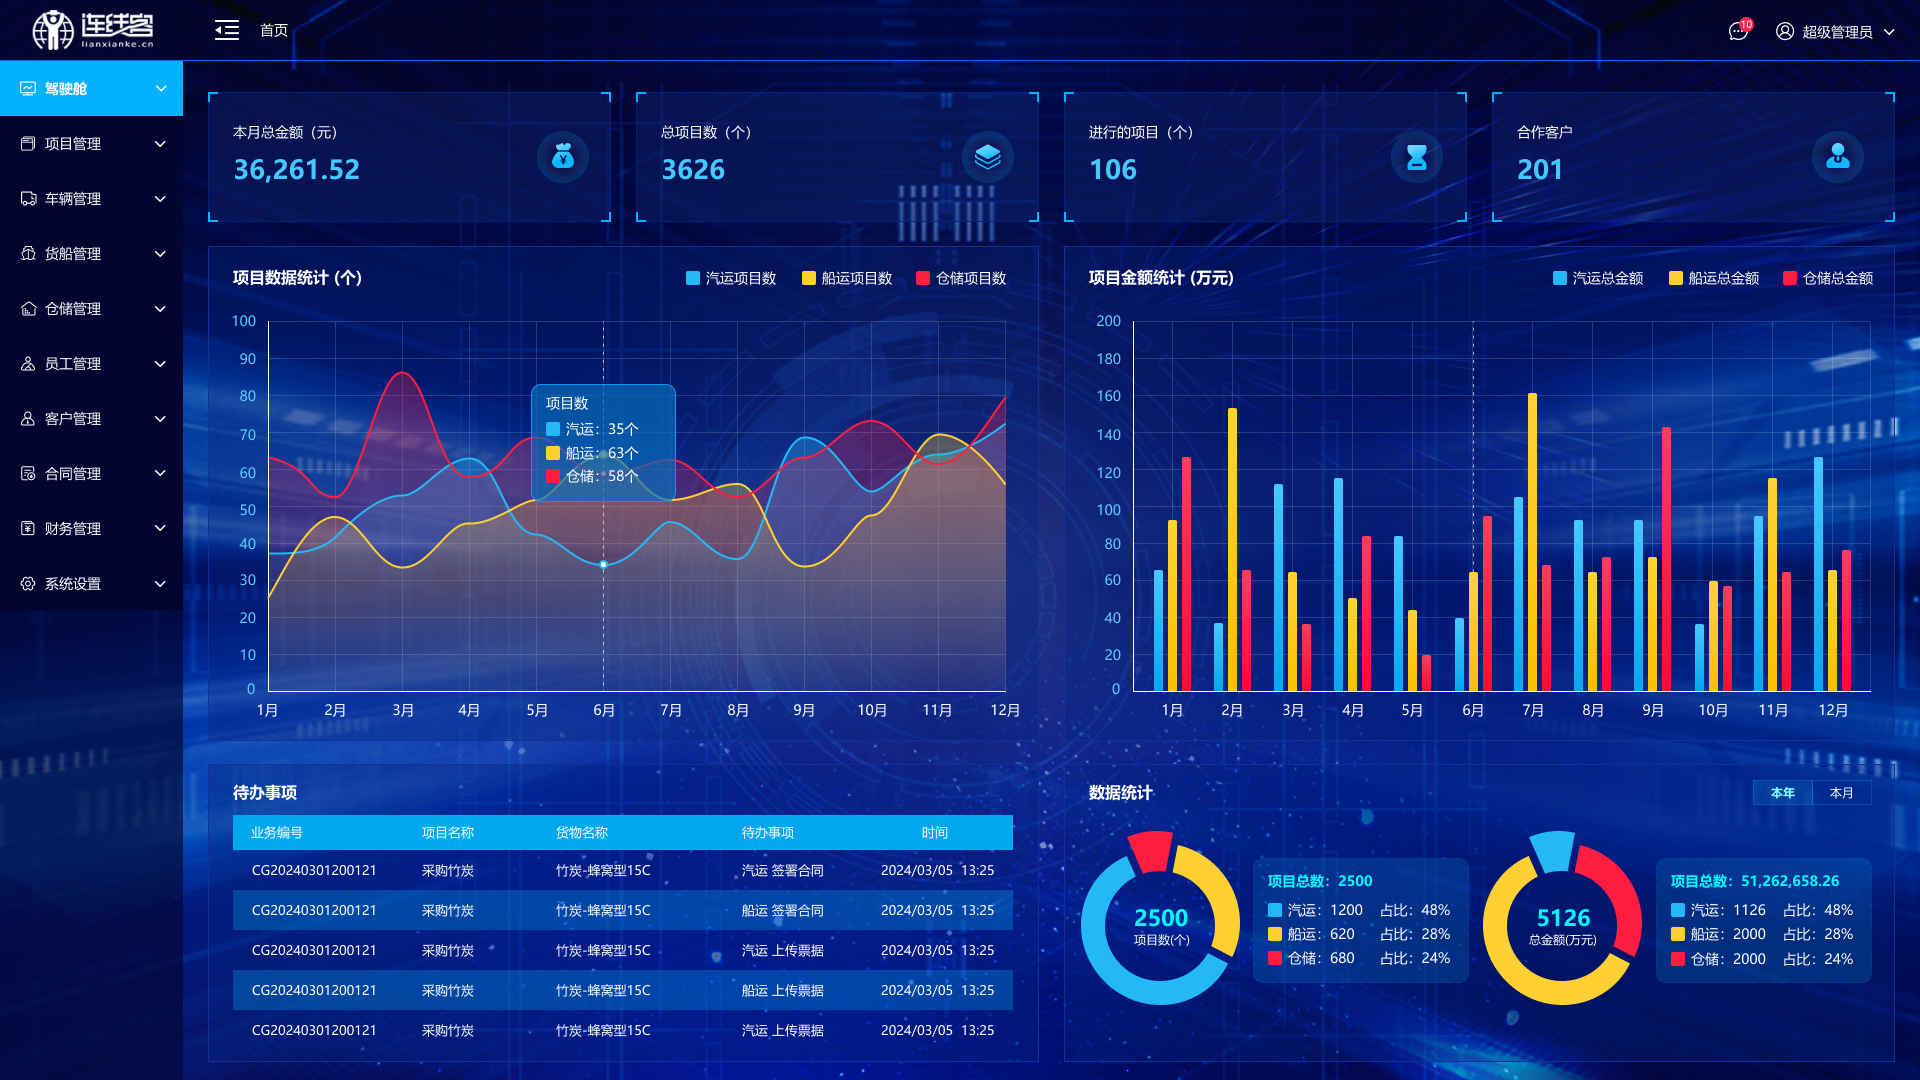 连线客
lianxianke.cn
首页
10
超级管理员
驾驶舱
项目管理
车辆管理
货船管理
仓储管理
员工管理
客户管理
合同管理
财务管理
系统设置
本月总金额（元）
36,261.52
总项目数（个）
3626
进行的项目（个）
106
合作客户
201
项目数据统计 (个)
汽运项目数 船运项目数 仓储项目数
100
90
80
70
60
50
40
30
20
10
0
1月 2月 3月 4月 5月 6月 7月 8月 9月 10月 11月 12月
项目数
汽运：35个
船运：63个
仓储：58个
项目金额统计 (万元)
汽运总金额 船运总金额 仓储总金额
200
180
160
140
120
100
80
60
40
20
0
1月 2月 3月 4月 5月 6月 7月 8月 9月 10月 11月 12月
待办事项
业务编号 项目名称 货物名称 待办事项 时间
CG20240301200121 采购竹炭 竹炭-蜂窝型15C 汽运 签署合同 2024/03/05 13:25
CG20240301200121 采购竹炭 竹炭-蜂窝型15C 船运 签署合同 2024/03/05 13:25
CG20240301200121 采购竹炭 竹炭-蜂窝型15C 汽运 上传票据 2024/03/05 13:25
CG20240301200121 采购竹炭 竹炭-蜂窝型15C 船运 上传票据 2024/03/05 13:25
CG20240301200121 采购竹炭 竹炭-蜂窝型15C 汽运 上传票据 2024/03/05 13:25
数据统计
本年 本月
2500
项目数(个)
项目总数：2500
汽运：1200 占比：48%
船运：620 占比：28%
仓储：680 占比：24%
5126
总金额(万元)
项目总数：51,262,658.26
汽运：1126 占比：48%
船运：2000 占比：28%
仓储：2000 占比：24%